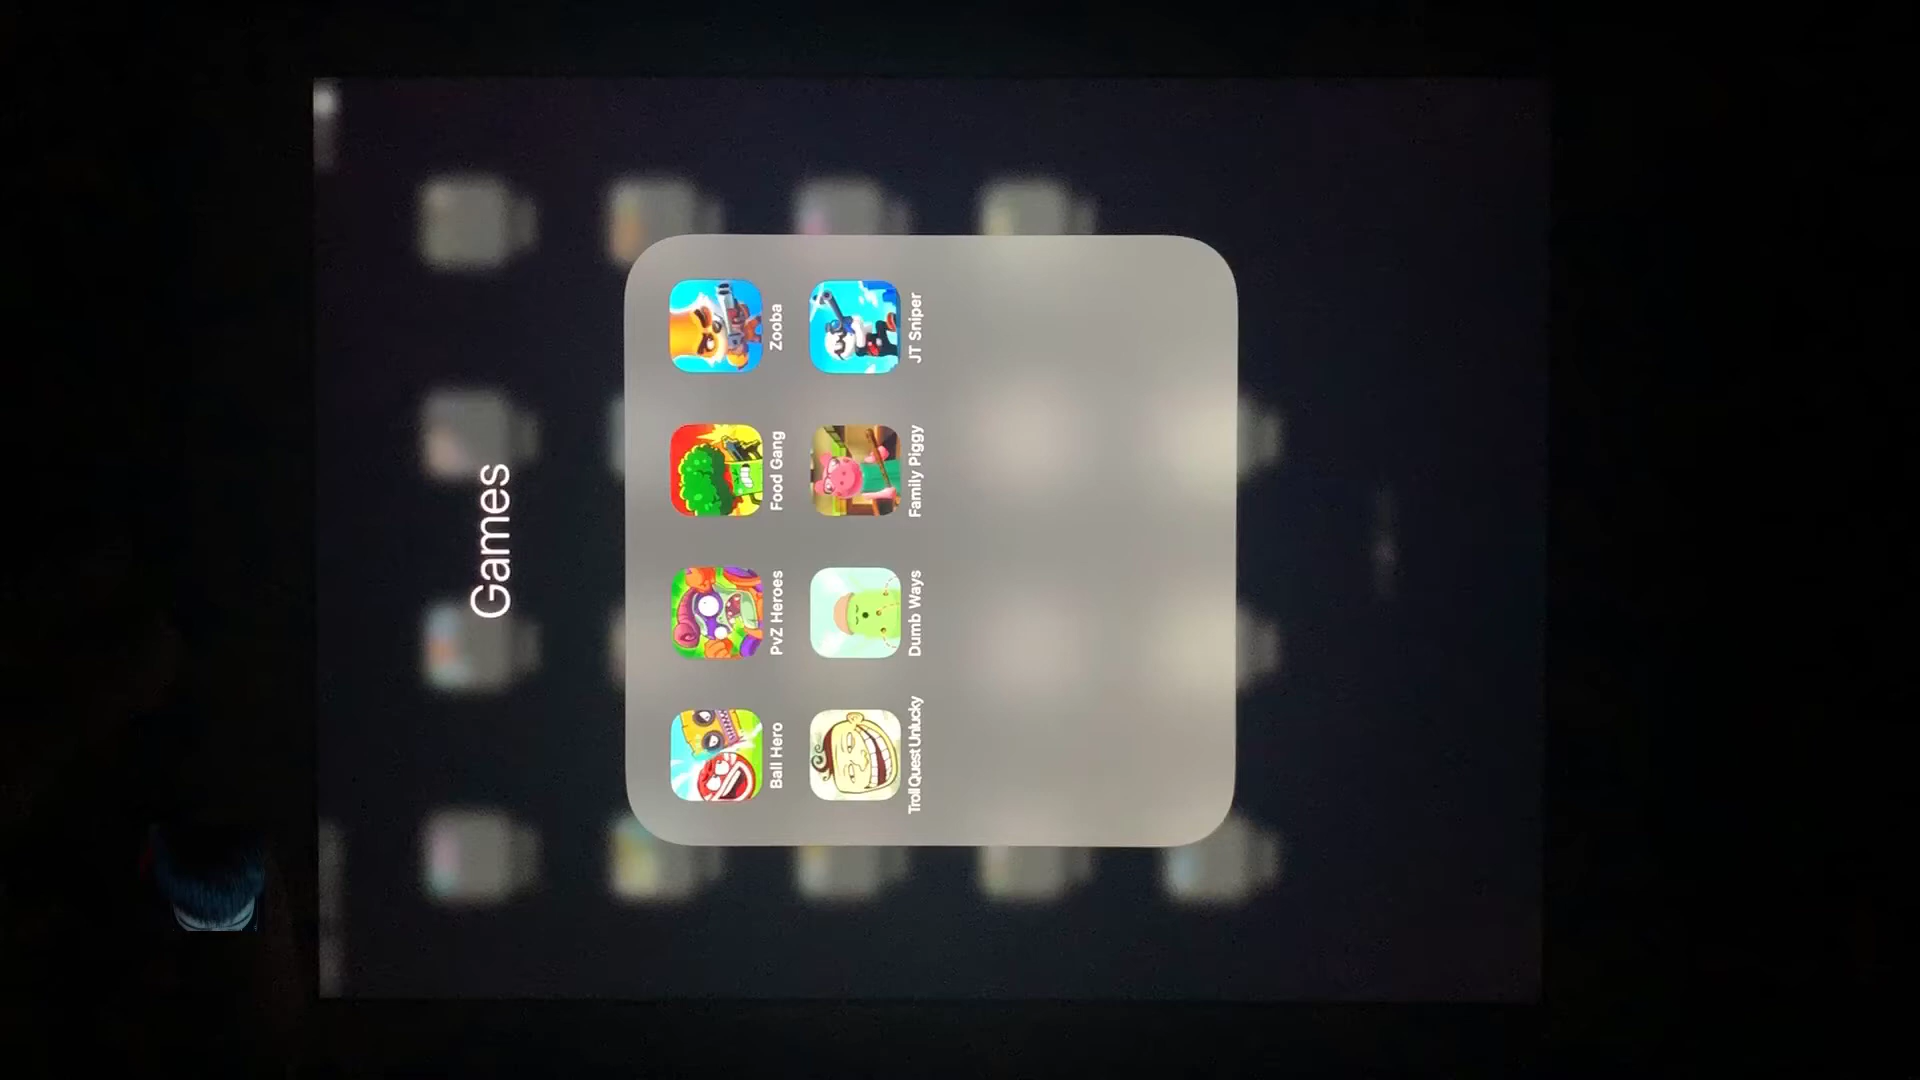 Games
Ball Hero
PvZ Heroes
Food Gang
Zooba
Troll Quest Unlucky
Dumb Ways
Family Piggy
JT Sniper